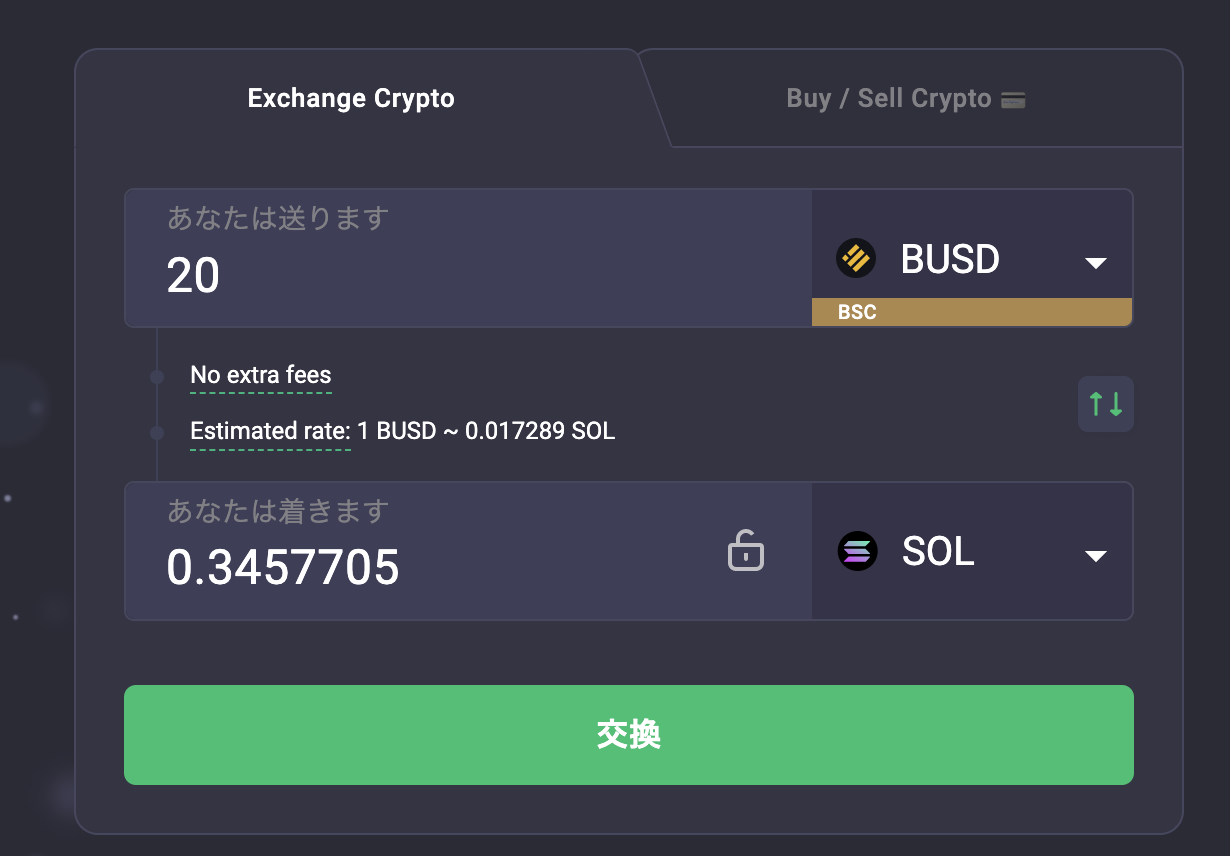 Exchange Crypto
Buy / Sell Crypto
あなたは送ります
20
BUSD
BSC
No extra fees
Estimated rate: 1 BUSD ~ 0.017289 SOL
あなたは着きます
0.3457705
SOL
交換